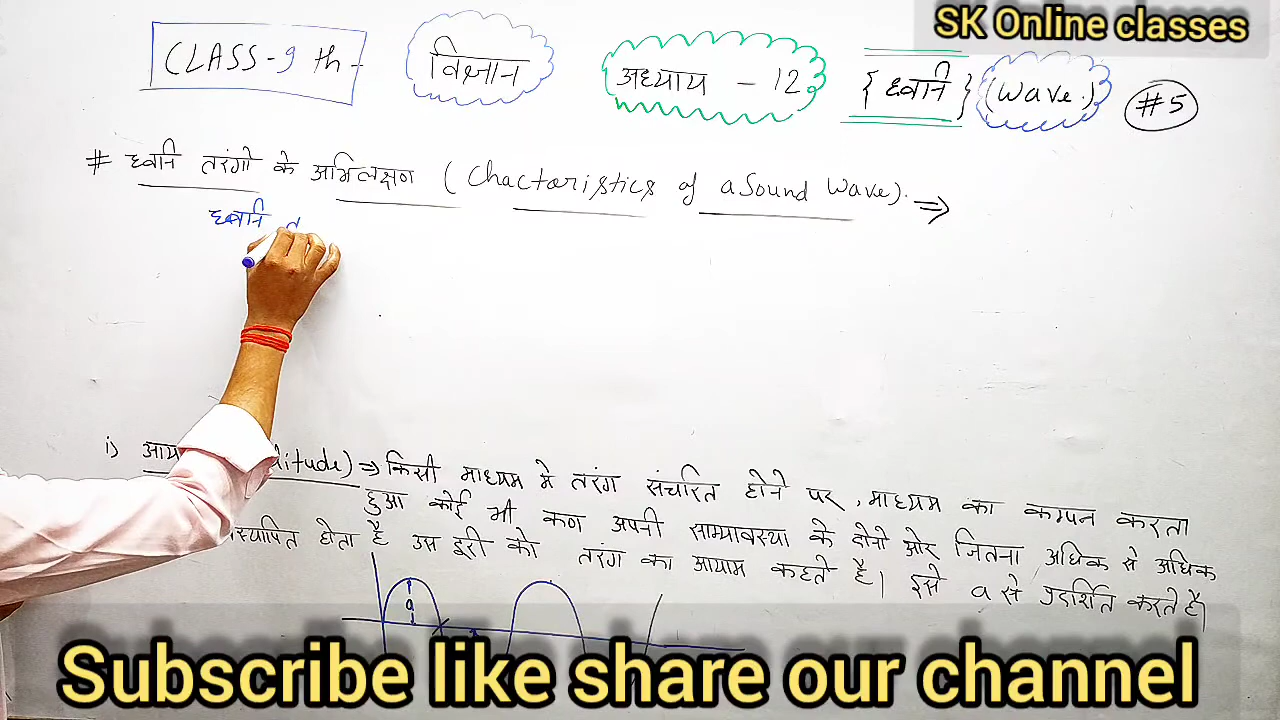 SK Online classes
CLASS-9 th - विज्ञान अध्याय - 12 {ध्वनि} (Wave.) #5
# ध्वनि तरंगो के अभिलक्षण ( Chactoristics of a Sound Wave). ⇒
ध्वनि त
i) आय litude) ⇒ किसी माध्यम मे तरंग संचरित होने पर, माध्यम का कम्पन करता
हुआ कोई भी कण अपनी साम्यावस्था के दोनो ओर जितना अधिक से अधिक
स्थापित होता है उस दुरी को तरंग का आयाम कहते है। इसे a से प्रदर्शित करते है।
a
Subscribe like share our channel